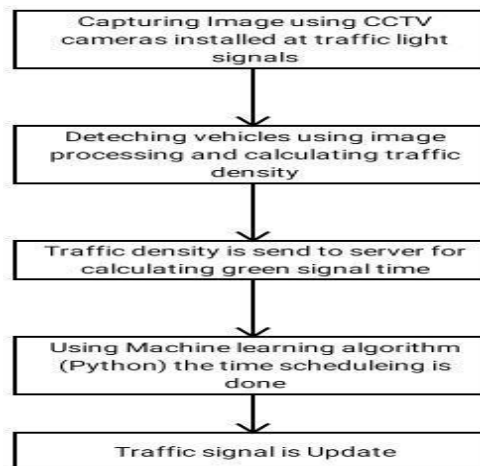 Capturing Image using CCTV
cameras installed at traffic light
signals
Deteching vehicles using image
processing and calculating traffic
density
Traffic density is send to server for
calculating green signal time
Using Machine learning algorithm
(Python) the time scheduleing is
done
Traffic signal is Update